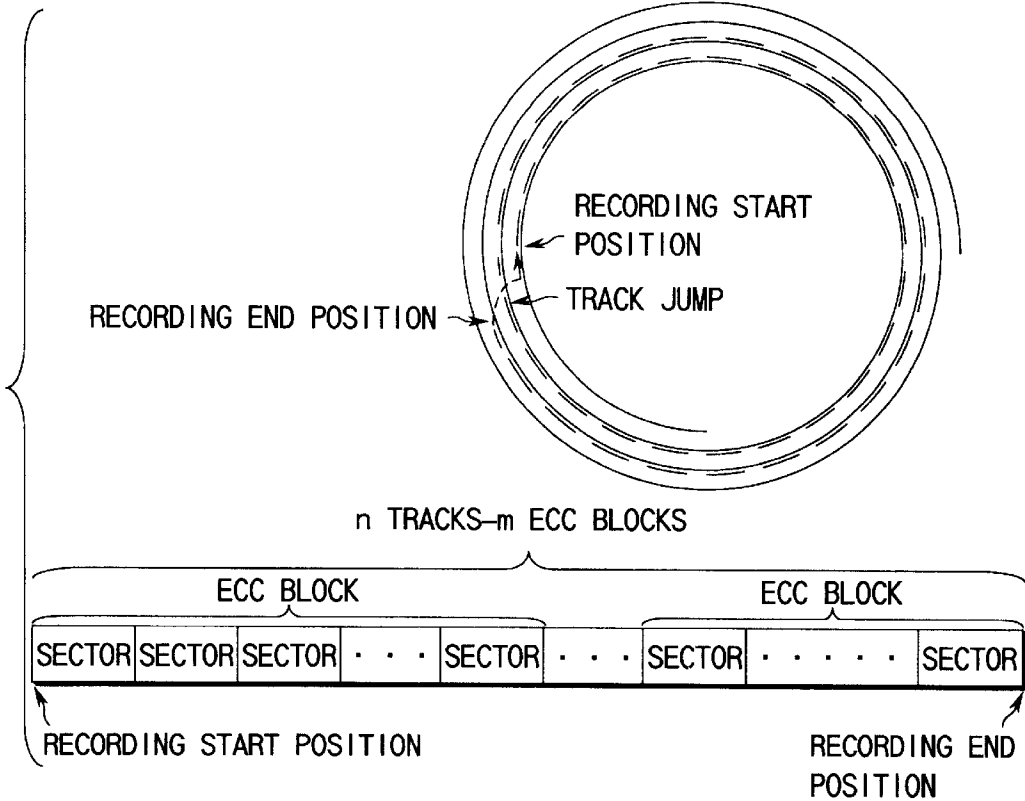 RECORDING START
POSITION
TRACK JUMP
RECORDING END POSITION
n TRACKS–m ECC BLOCKS
ECC BLOCK
ECC BLOCK
SECTOR SECTOR SECTOR · · · SECTOR · · · SECTOR · · · · · SECTOR
RECORDING START POSITION
RECORDING END
POSITION